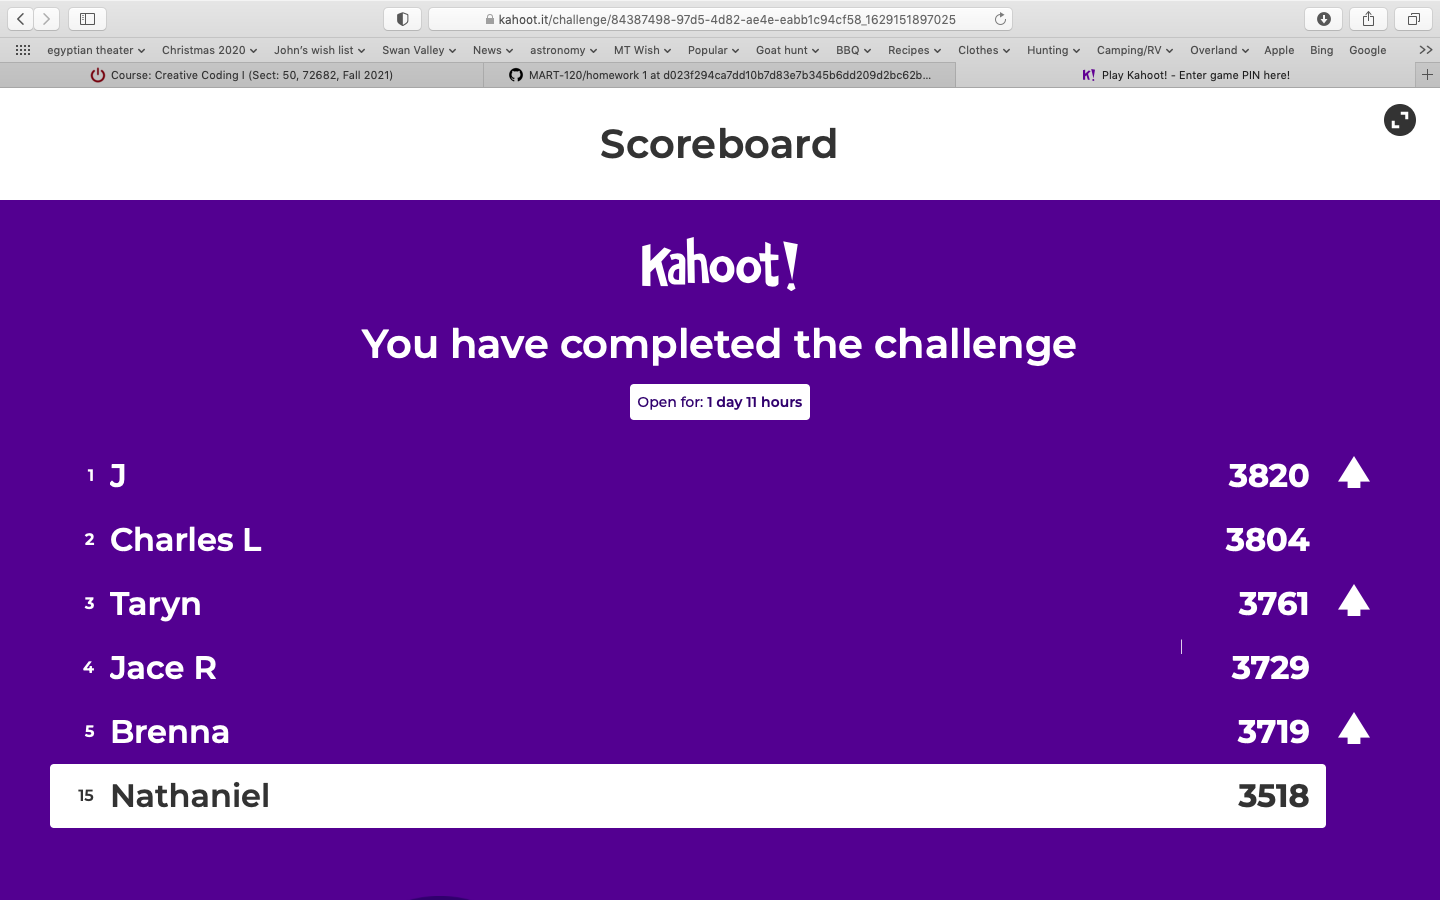 kahoot.it/challenge/84387498-97d5-4d82-ae4e-eabb1c94cf58_1629151897025
egyptian theater Christmas 2020 John's wish list Swan Valley News astronomy MT Wish Popular Goat hunt BBQ Recipes Clothes Hunting Camping/RV Overland Apple Bing Google
Course: Creative Coding I (Sect: 50, 72682, Fall 2021) MART-120/homework 1 at d023f294ca7dd10b7d83e7b345b6dd209d2bc62b... K! Play Kahoot! - Enter game PIN here!
Scoreboard
Kahoot!
You have completed the challenge
Open for: 1 day 11 hours
1 J 3820
2 Charles L 3804
3 Taryn 3761
4 Jace R 3729
5 Brenna 3719
15 Nathaniel 3518